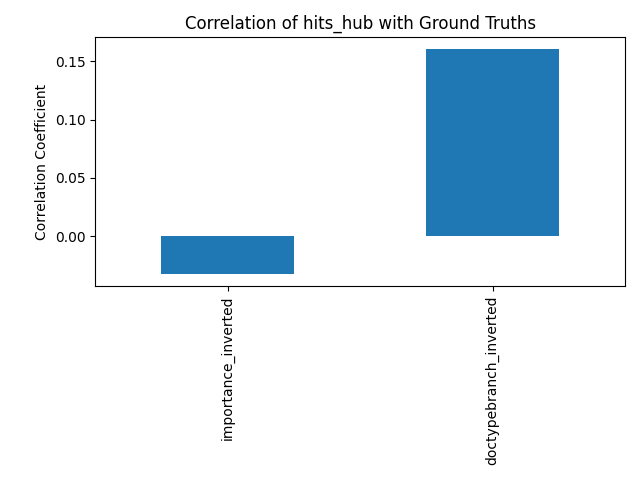 Correlation of hits_hub with Ground Truths
Correlation Coefficient
0.15
0.10
0.05
0.00
importance_inverted
doctypebranch_inverted